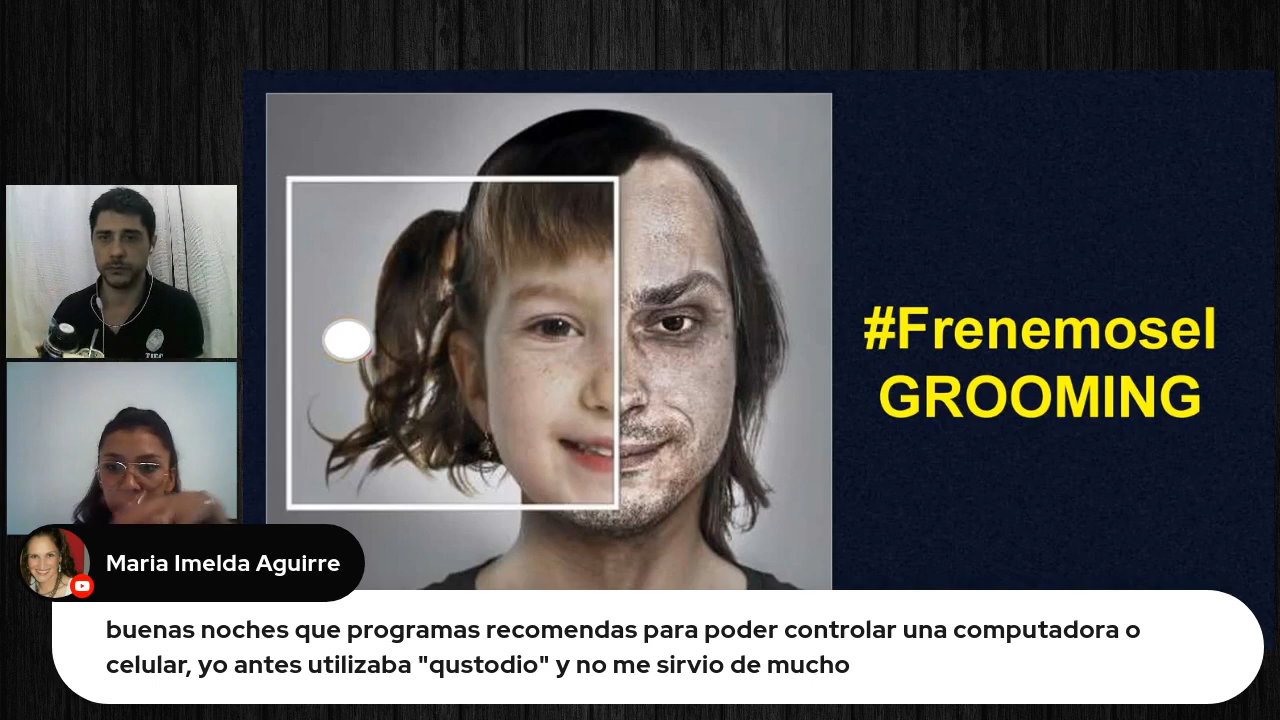 #Frenemosel
GROOMING
Maria Imelda Aguirre
buenas noches que programas recomendas para poder controlar una computadora o
celular, yo antes utilizaba "qustodio" y no me sirvio de mucho